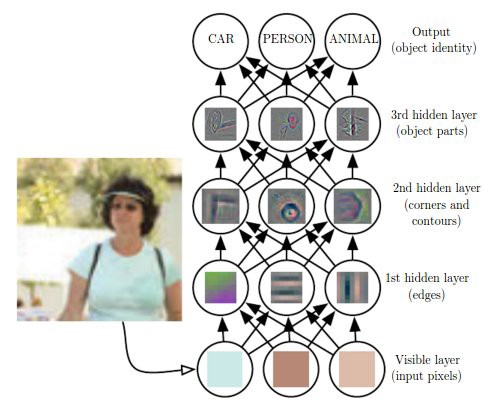 CAR PERSON ANIMAL
Output
(object identity)
3rd hidden layer
(object parts)
2nd hidden layer
(corners and
contours)
1st hidden layer
(edges)
Visible layer
(input pixels)